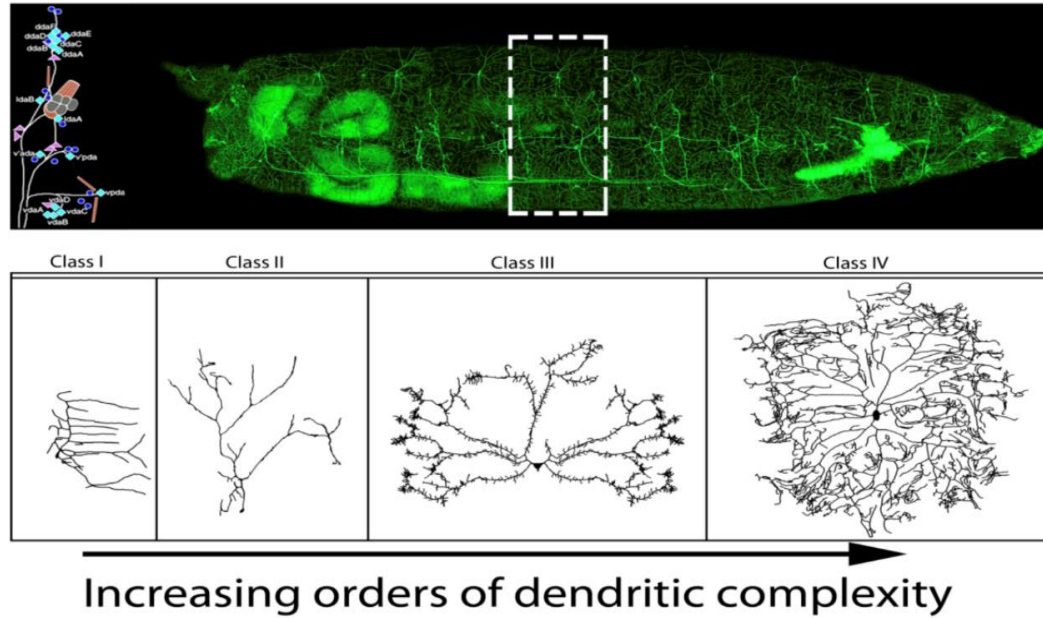 ddaF
ddaD ddaE
ddaC
ddaB
ddaA
ldaB
ldaA
v'ada
v'pda
vpda
vdaD
vdaA vdaC
vdaB
Class I Class II Class III Class IV
Increasing orders of dendritic complexity